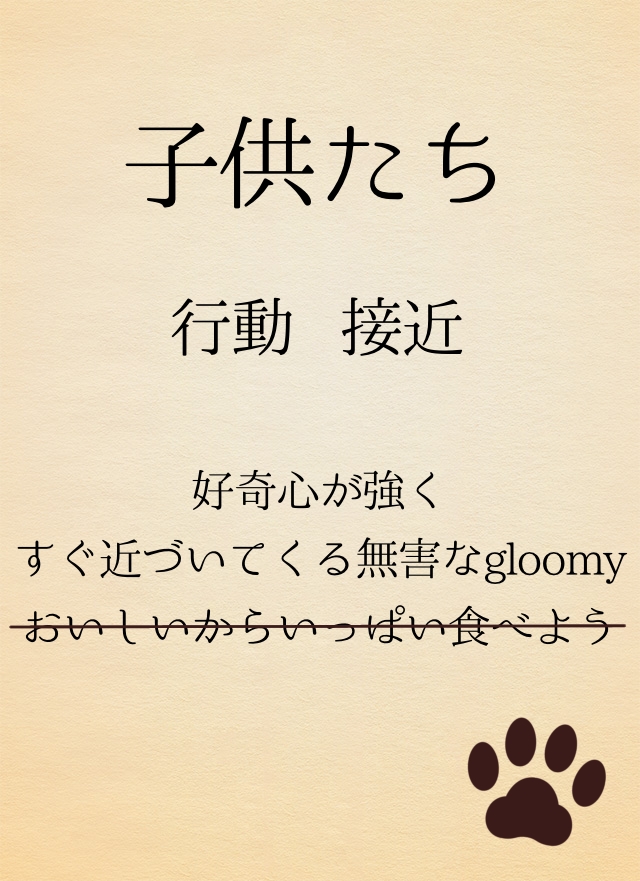 子供たち
行動 接近
好奇心が強く
すぐ近づいてくる無害なgloomy
おいしいからいっぱい食べよう